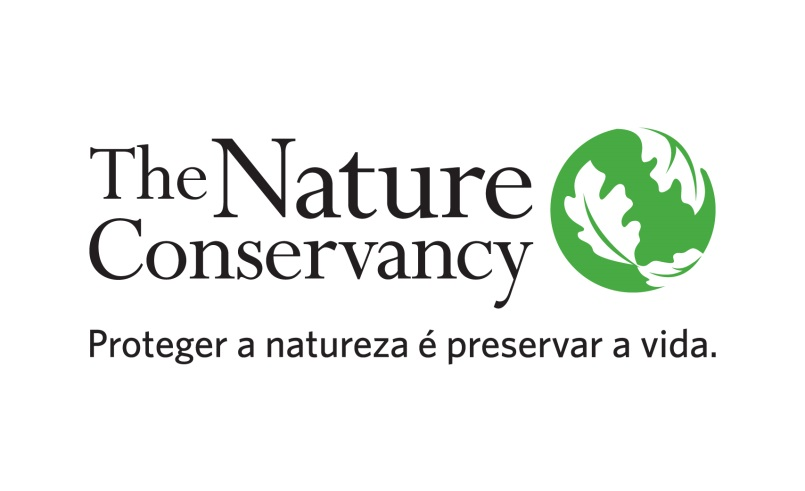 The Nature
Conservancy
Proteger a natureza é preservar a vida.